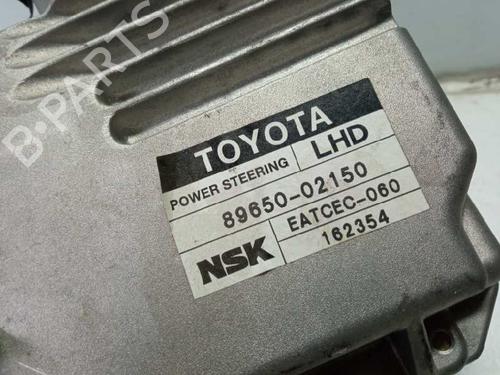 B-PARTS
TOYOTA
POWER STEERING LHD
89650-02150
NSK EATCEC-060
162354